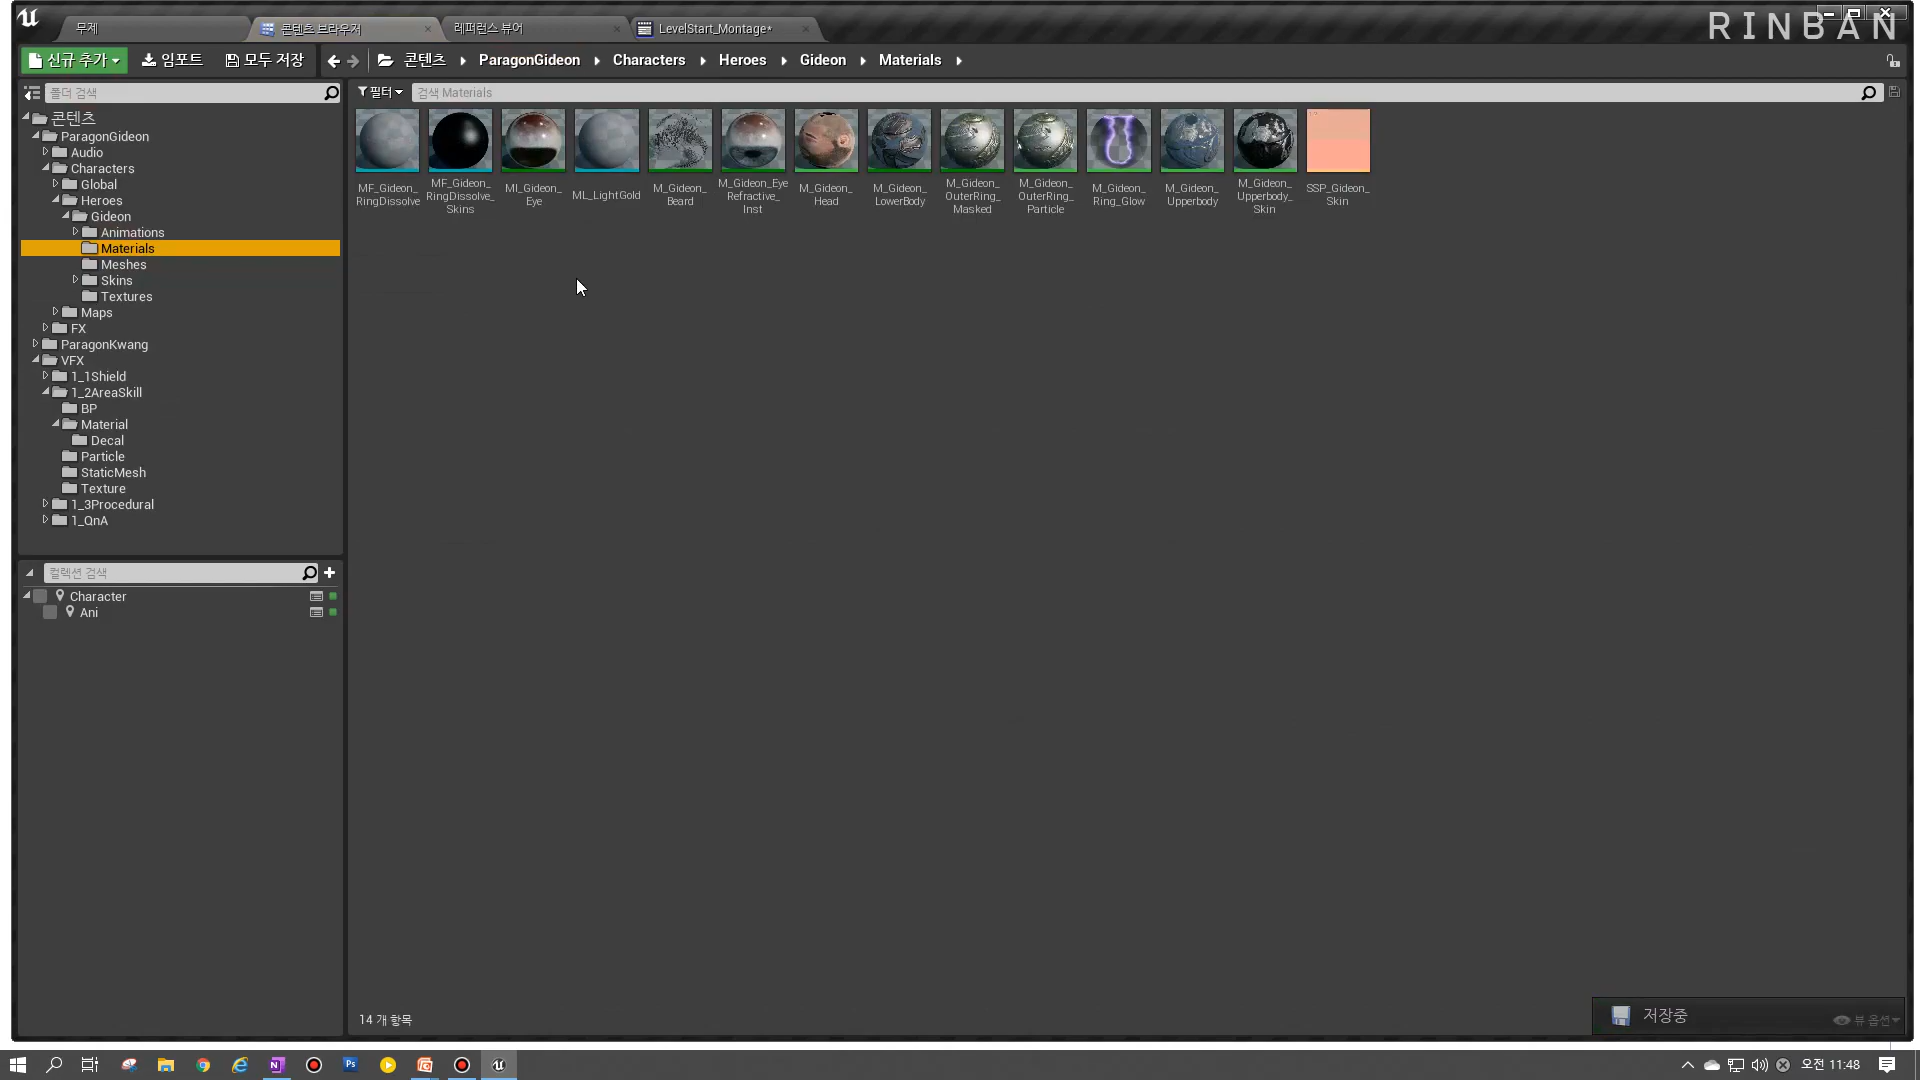 RINBAN
무제
콘텐츠 브라우저
레퍼런스 뷰어
LevelStart_Montage*
신규 추가
임포트
모두 저장
콘텐츠
ParagonGideon
Characters
Heroes
Gideon
Materials
폴더 검색
필터
검색 Materials
콘텐츠
ParagonGideon
Audio
Characters
Global
Heroes
Gideon
Animations
Materials
Meshes
Skins
Textures
Maps
FX
ParagonKwang
VFX
1_1Shield
1_2AreaSkill
BP
Material
Decal
Particle
StaticMesh
Texture
1_3Procedural
1_QnA
MF_Gideon_
RingDissolve
MF_Gideon_
RingDissolve_
Skins
MI_Gideon_
Eye
ML_LightGold
M_Gideon_
Beard
M_Gideon_Eye
Refractive_
Inst
M_Gideon_
Head
M_Gideon_
LowerBody
M_Gideon_
OuterRing_
Masked
M_Gideon_
OuterRing_
Particle
M_Gideon_
Ring_Glow
M_Gideon_
Upperbody
M_Gideon_
Upperbody_
Skin
SSP_Gideon_
Skin
컬렉션 검색
Character
Ani
14 개 항목
저장중
뷰 옵션
오전 11:48